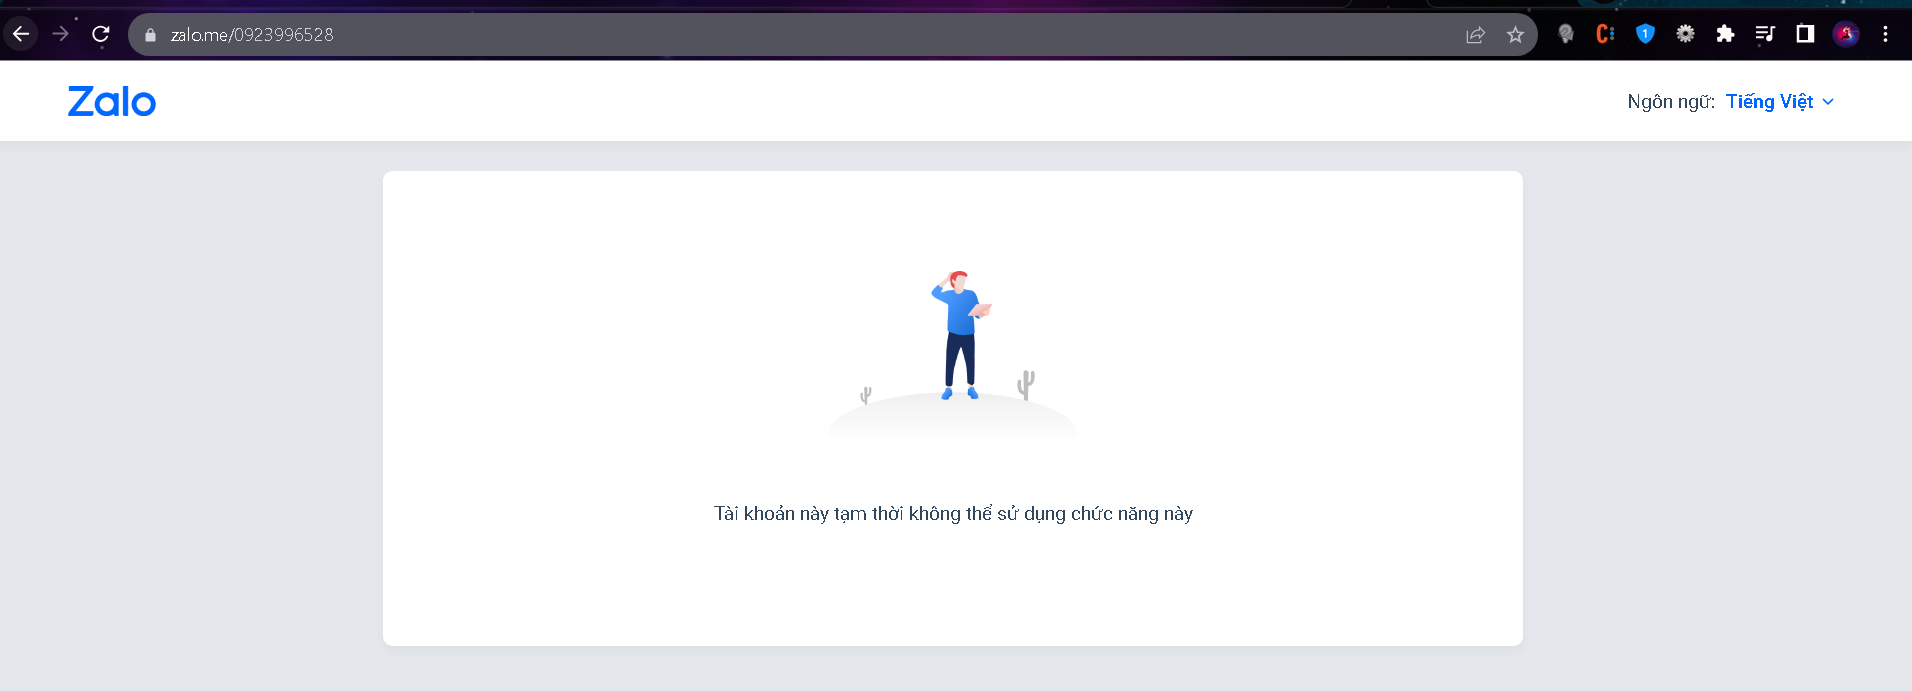 zalo.me/0923996528
1
Zalo
Ngôn ngữ: Tiếng Việt
Tài khoản này tạm thời không thể sử dụng chức năng này